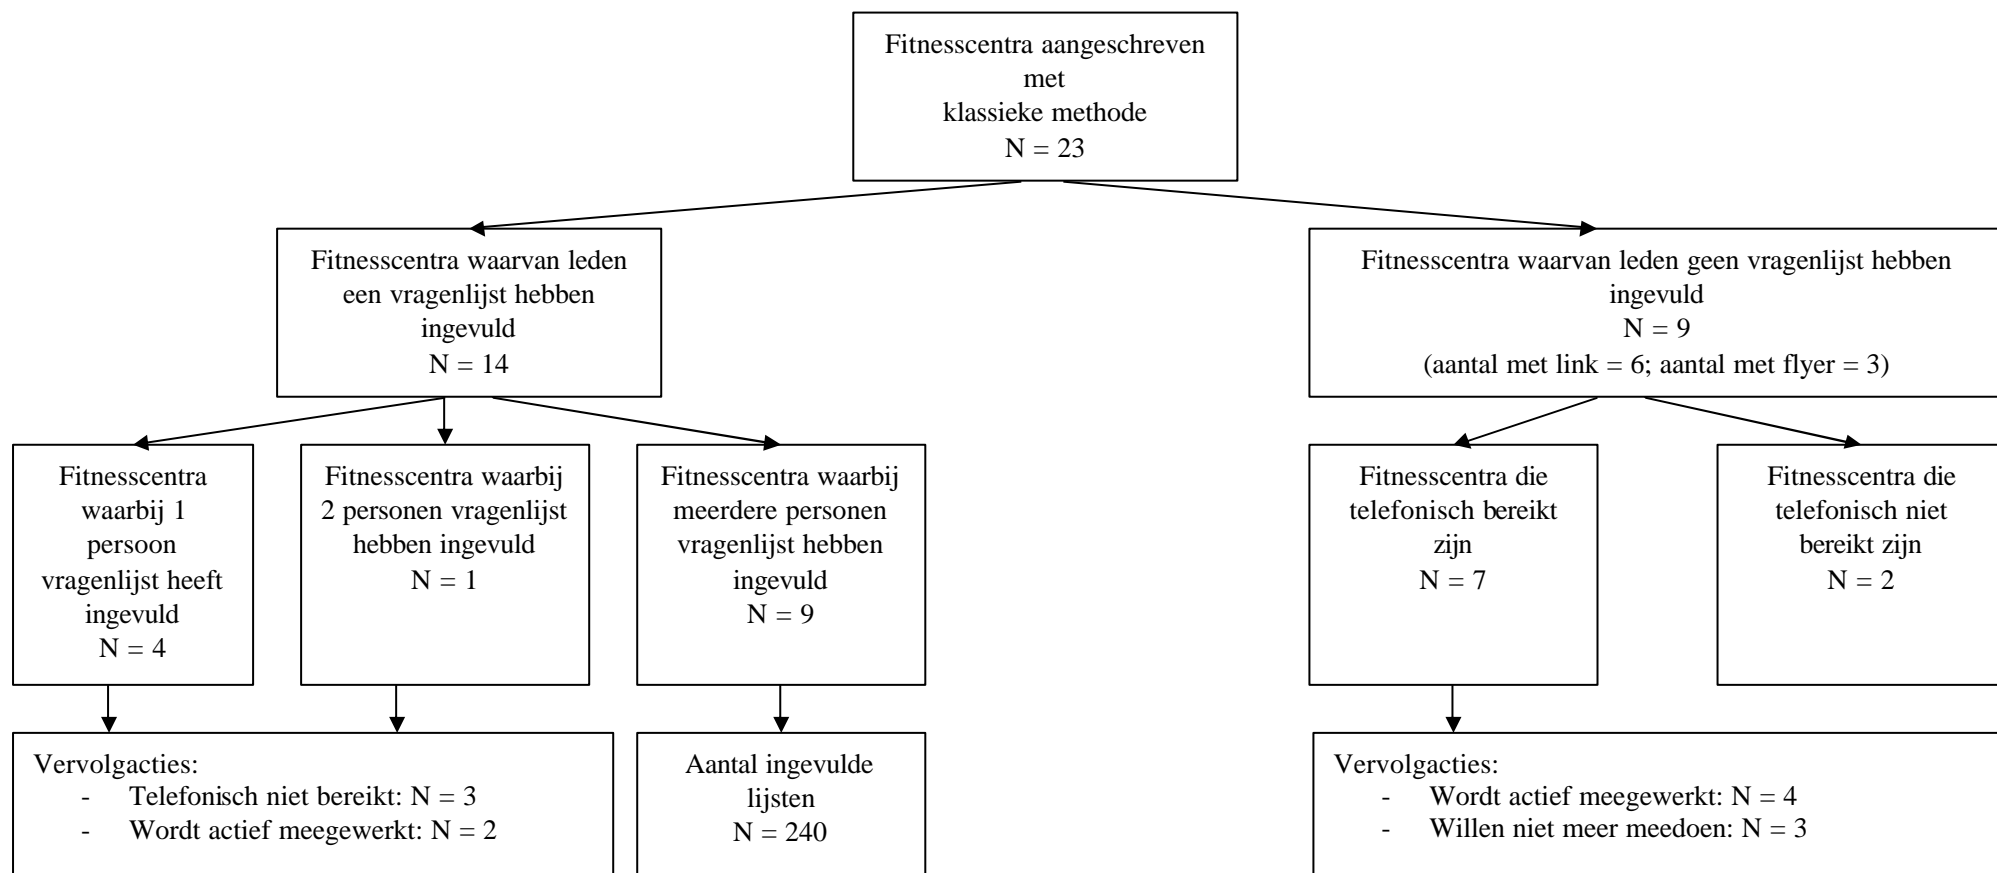 Fitnesscentra aangeschreven
met
klassieke methode
N = 23
Fitnesscentra waarvan leden
een vragenlijst hebben
ingevuld
N = 14
Fitnesscentra waarvan leden geen vragenlijst hebben
ingevuld
N = 9
(aantal met link = 6; aantal met flyer = 3)
Fitnesscentra
waarbij 1
persoon
vragenlijst heeft
ingevuld
N = 4
Fitnesscentra waarbij
2 personen vragenlijst
hebben ingevuld
N = 1
Fitnesscentra waarbij
meerdere personen
vragenlijst hebben
ingevuld
N = 9
Fitnesscentra die
telefonisch bereikt
zijn
N = 7
Fitnesscentra die
telefonisch niet
bereikt zijn
N = 2
Vervolgacties:
- Telefonisch niet bereikt: N = 3
- Wordt actief meegewerkt: N = 2
Aantal ingevulde
lijsten
N = 240
Vervolgacties:
- Wordt actief meegewerkt: N = 4
- Willen niet meer meedoen: N = 3